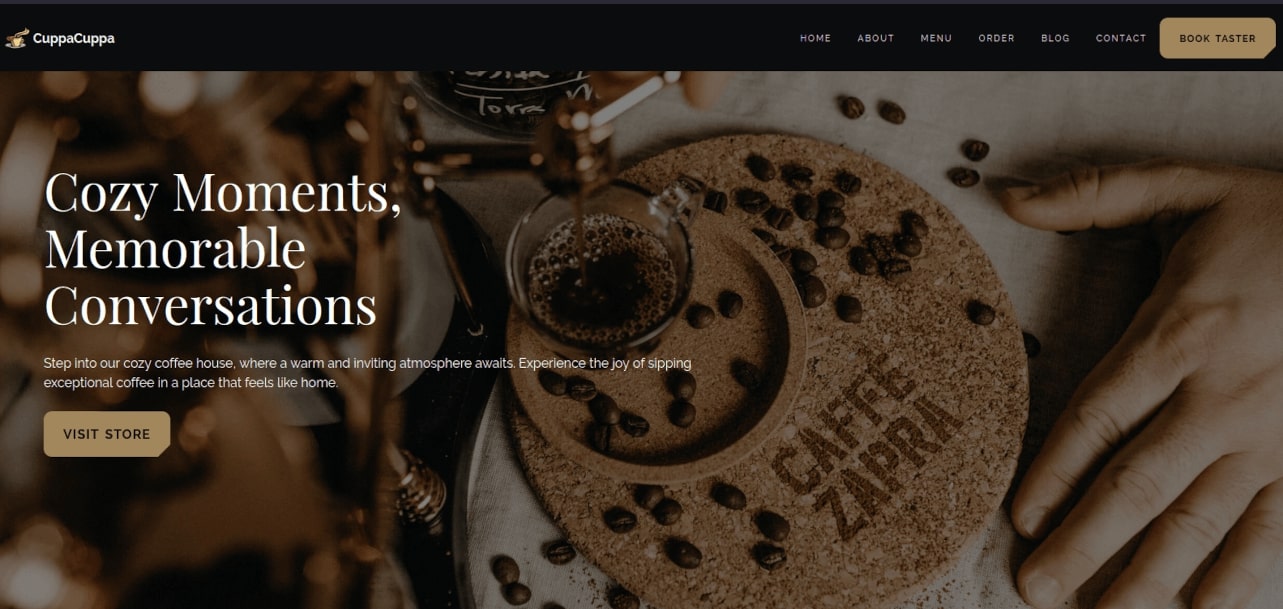 CuppaCuppa
HOME ABOUT MENU ORDER BLOG CONTACT BOOK TASTER
Torra M
Cozy Moments,
Memorable
Conversations
Step into our cozy coffee house, where a warm and inviting atmosphere awaits. Experience the joy of sipping
exceptional coffee in a place that feels like home.
VISIT STORE
CAFFE
ZAPRA